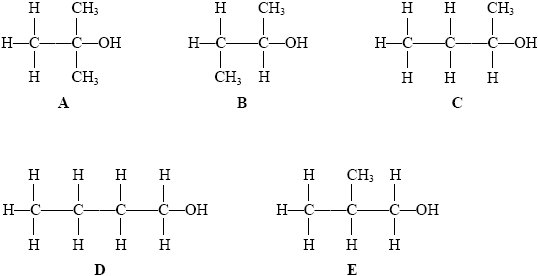 H CH₃ H CH₃ H H CH₃
H—C—C—OH H—C—C—OH H—C—C—C—OH
H CH₃ CH₃ H H H H
A B C
H H H H H CH₃ H
H—C—C—C—C—OH H—C—C—C—OH
H H H H H H H
D E